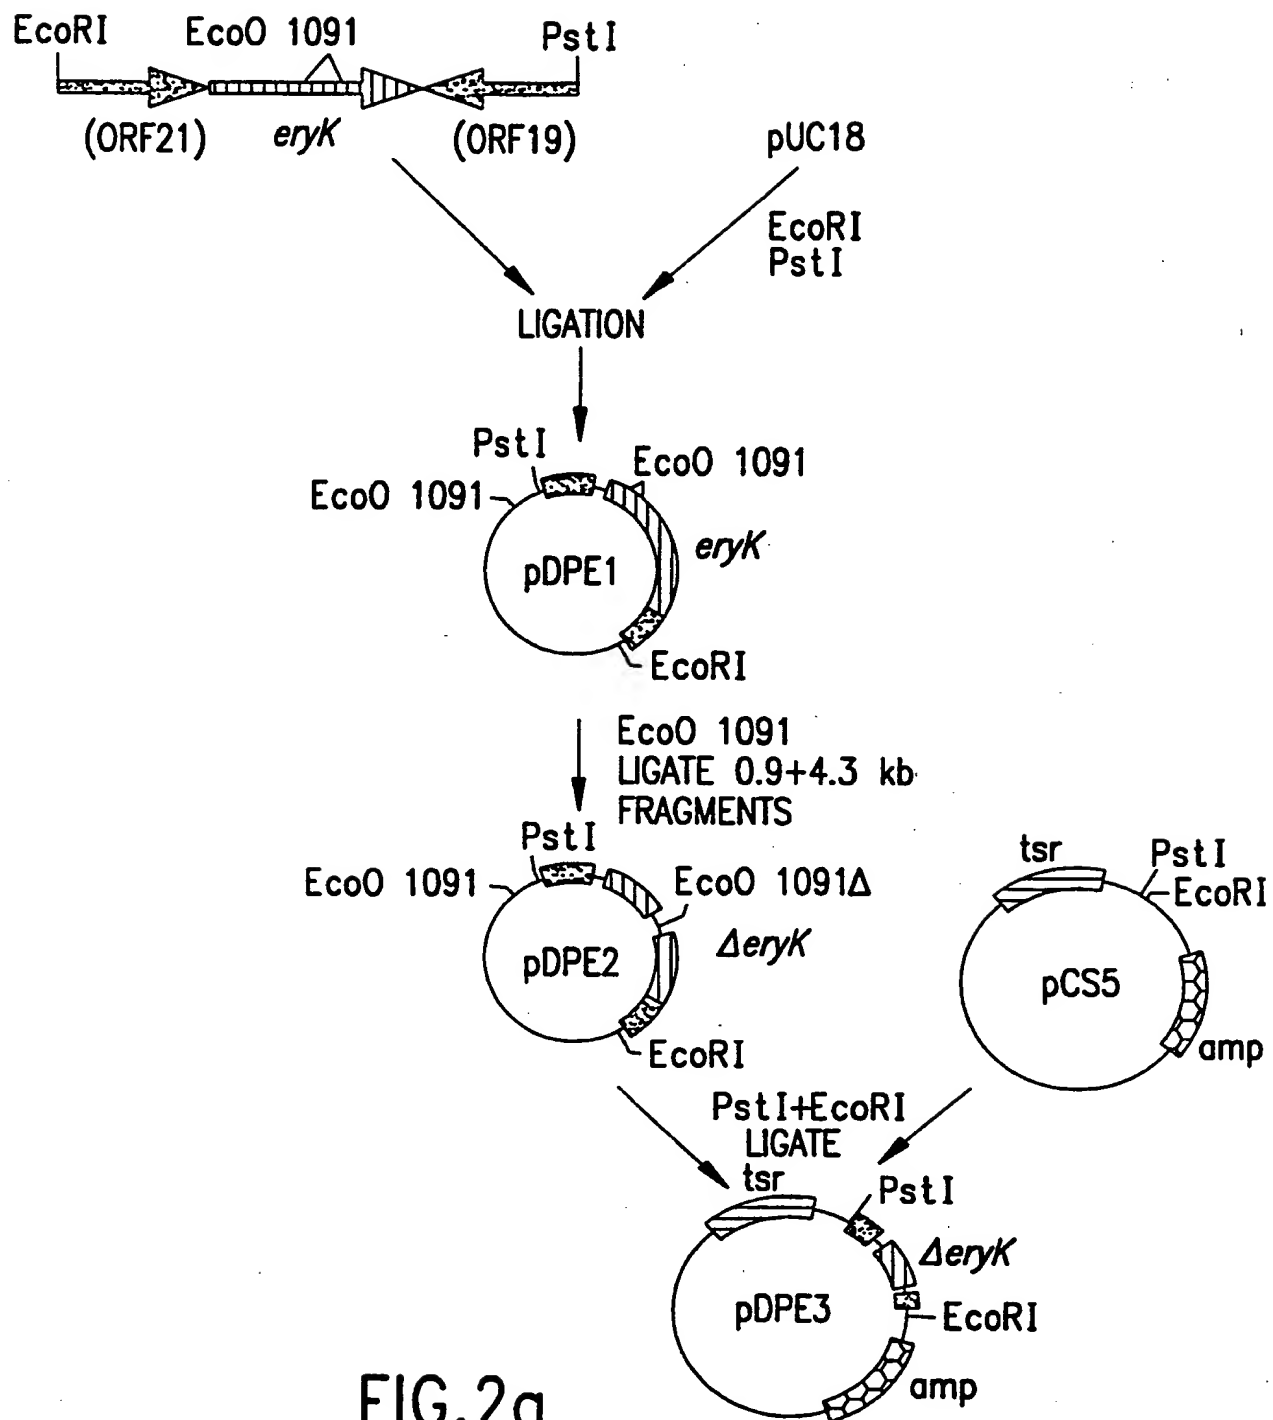 EcoRI
EcoO 1091
PstI
(ORF21)
eryK
(ORF19)
pUC18
EcoRI
PstI
LIGATION
PstI
EcoO 1091
EcoO 1091
eryK
pDPE1
EcoRI
EcoO 1091
LIGATE 0.9+4.3 kb
FRAGMENTS
PstI
EcoO 1091
EcoO 1091Δ
ΔeryK
pDPE2
EcoRI
tsr
PstI
EcoRI
pCS5
amp
PstI+EcoRI
LIGATE
tsr
PstI
ΔeryK
pDPE3
EcoRI
amp
FIG.2a